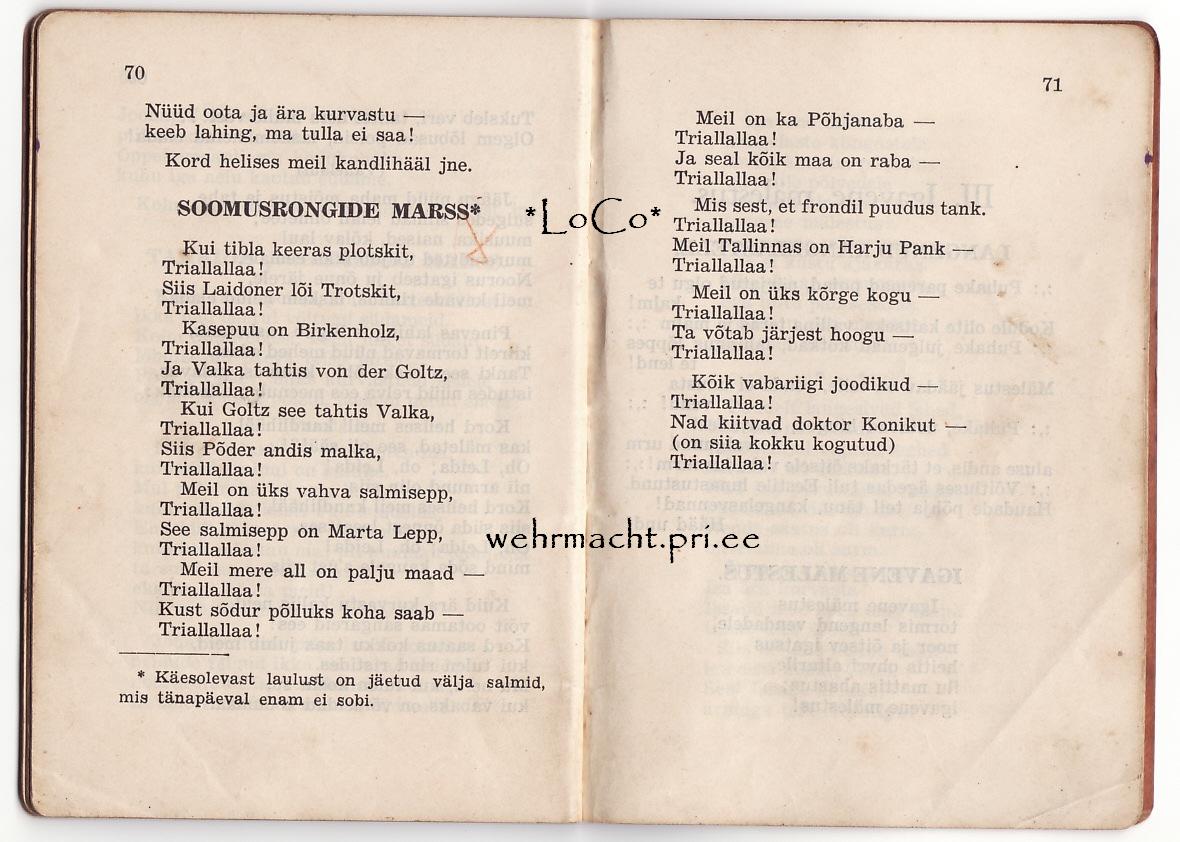 70
Nüüd oota ja ära kurvastu —
keeb lahing, ma tulla ei saa!
Kord helises meil kandlihääl jne.
SOOMUSRONGIDE MARSS*
Kui tibla keeras plotskit,
Triallallaa!
Siis Laidoner lõi Trotskit,
Triallallaa!
Kasepuu on Birkenholz,
Triallallaa!
Ja Valka tahtis von der Goltz,
Triallallaa!
Kui Goltz see tahtis Valka,
Triallallaa!
Siis Põder andis malka,
Triallallaa!
Meil on üks vahva salmisepp,
Triallallaa!
See salmisepp on Marta Lepp,
Triallallaa!
Meil mere all on palju maad —
Triallallaa!
Kust sõdur põlluks koha saab —
Triallallaa!
* Käesolevast laulust on jäetud välja salmid,
mis tänapäeval enam ei sobi.
71
Meil on ka Põhjanaba —
Triallallaa!
Ja seal kõik maa on raba —
Triallallaa!
Mis sest, et frondil puudus tank.
Triallallaa!
Meil Tallinnas on Harju Pank —
Triallallaa!
Meil on üks kõrge kogu —
Triallallaa!
Ta võtab järjest hoogu —
Triallallaa!
Kõik vabariigi joodikud —
Triallallaa!
Nad kiitvad doktor Konikut —
(on siia kokku kogutud)
Triallallaa!
*LoCo*
wehrmacht.pri.ee